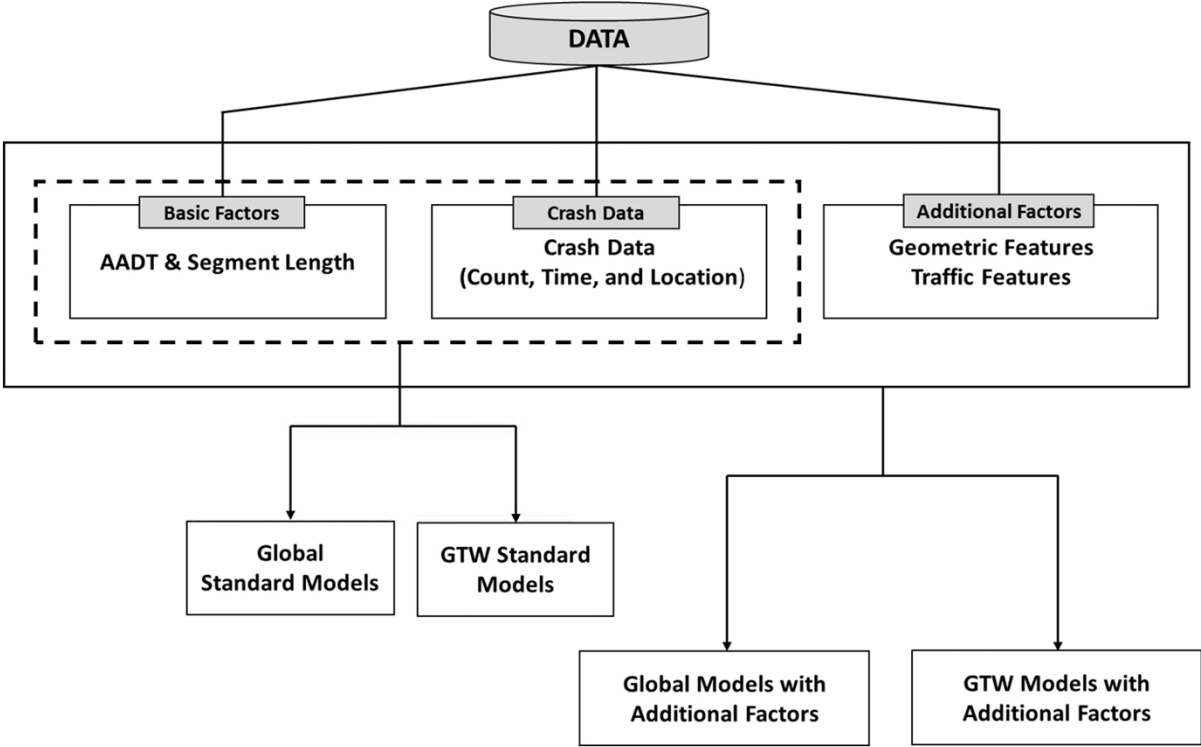 DATA
Basic Factors
AADT & Segment Length
Crash Data
Crash Data
(Count, Time, and Location)
Additional Factors
Geometric Features
Traffic Features
Global
Standard Models
GTW Standard
Models
Global Models with
Additional Factors
GTW Models with
Additional Factors